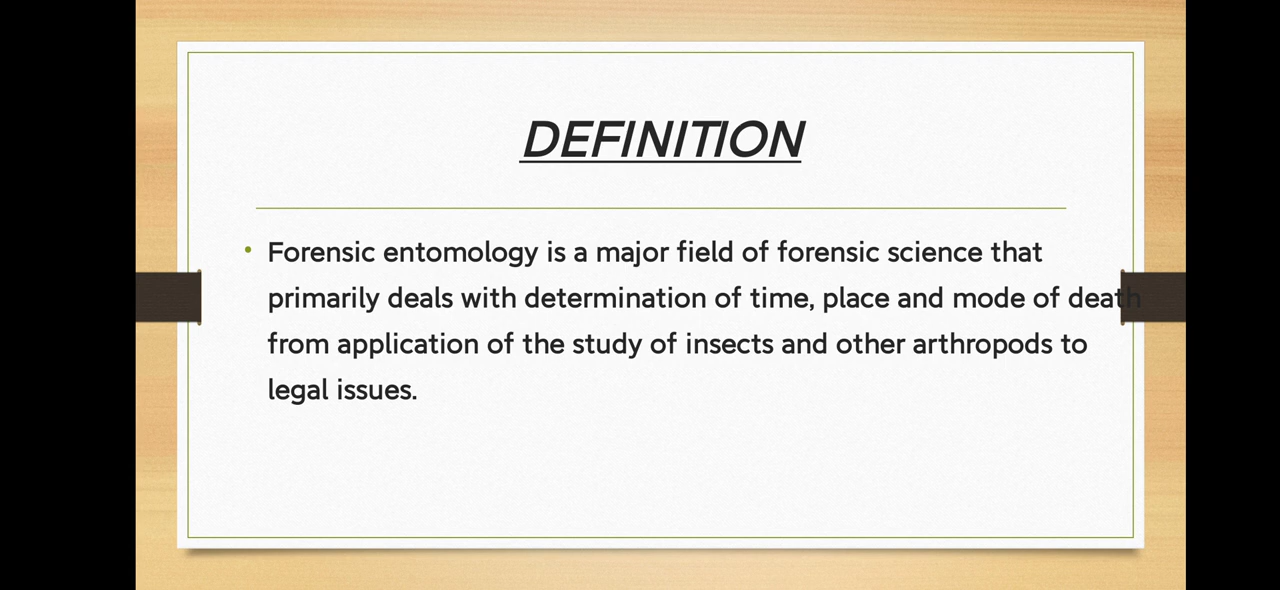 DEFINITION
• Forensic entomology is a major field of forensic science that
primarily deals with determination of time, place and mode of death
from application of the study of insects and other arthropods to
legal issues.